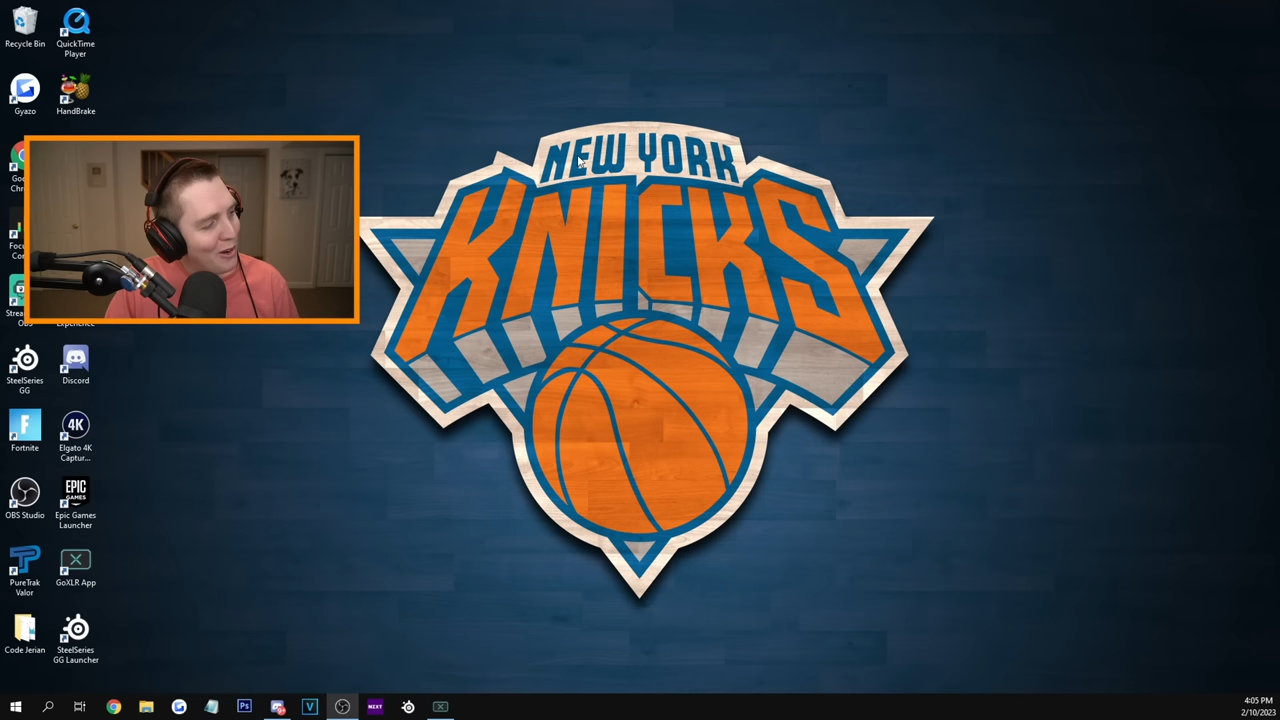 Recycle Bin
QuickTime
Player
Gyazo
HandBrake
NEW YORK
KNICKS
SteelSeries
GG
Discord
Fortnite
4K
Elgato 4K
Captur...
OBS Studio
EPIC
GAMES
Epic Games
Launcher
PureTrak
Valor
GoXLR App
Code Jerian
SteelSeries
GG Launcher
Ps
V
NEXT
4:05 PM
2/10/2023